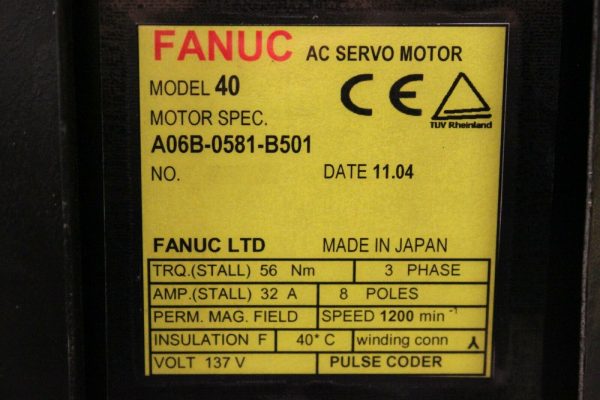 FANUC AC SERVO MOTOR
MODEL 40
MOTOR SPEC.
A06B-0581-B501
NO. DATE 11.04
CE
TUV Rheinland
FANUC LTD MADE IN JAPAN
TRQ.(STALL) 56 Nm 3 PHASE
AMP.(STALL) 32 A 8 POLES
PERM. MAG. FIELD SPEED 1200 min⁻¹
INSULATION F 40° C winding conn
VOLT 137 V PULSE CODER